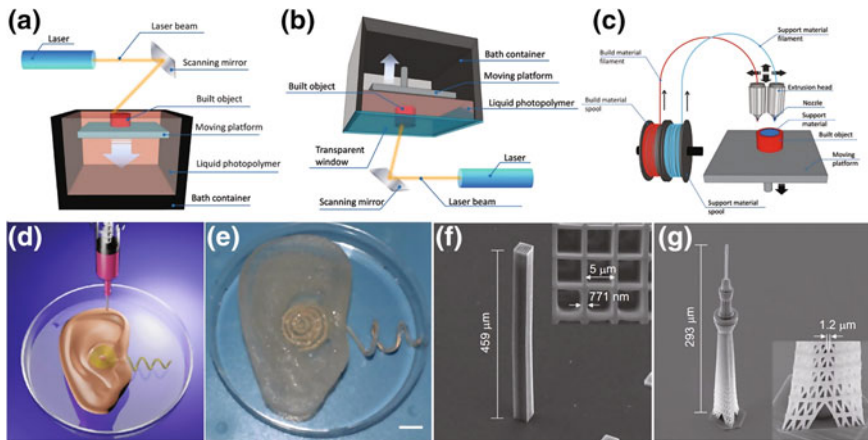 (a)
Laser
Laser beam
Scanning mirror
Built object
Moving platform
Liquid photopolymer
Bath container
(b)
Bath container
Moving platform
Built object
Liquid photopolymer
Transparent
window
Laser
Scanning mirror
Laser beam
(c)
Support material
filament
Build material
filament
Extrusion head
Nozzle
Build material
spool
Support
material
Built object
Moving
platform
Support material
spool
(d)
(e)
(f)
459 μm
5 μm
771 nm
(g)
293 μm
1.2 μm